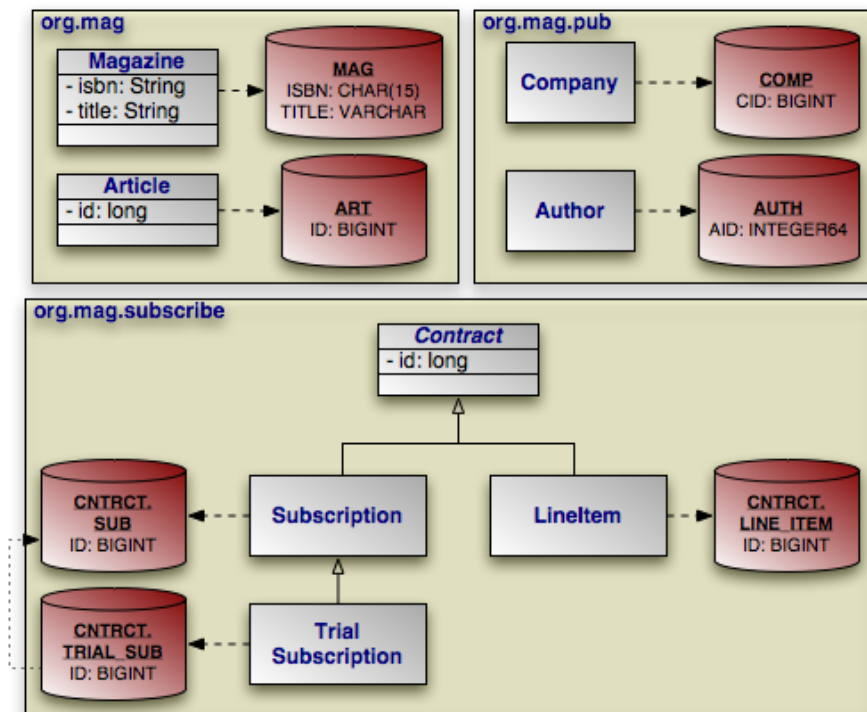 org.mag
Magazine
- isbn: String
- title: String
MAG
ISBN: CHAR(15)
TITLE: VARCHAR
Article
- id: long
ART
ID: BIGINT
org.mag.pub
Company
COMP
CID: BIGINT
Author
AUTH
AID: INTEGER64
org.mag.subscribe
Contract
- id: long
CNTRCT.
SUB
ID: BIGINT
Subscription
LineItem
CNTRCT.
LINE_ITEM
ID: BIGINT
CNTRCT.
TRIAL_SUB
ID: BIGINT
Trial
Subscription